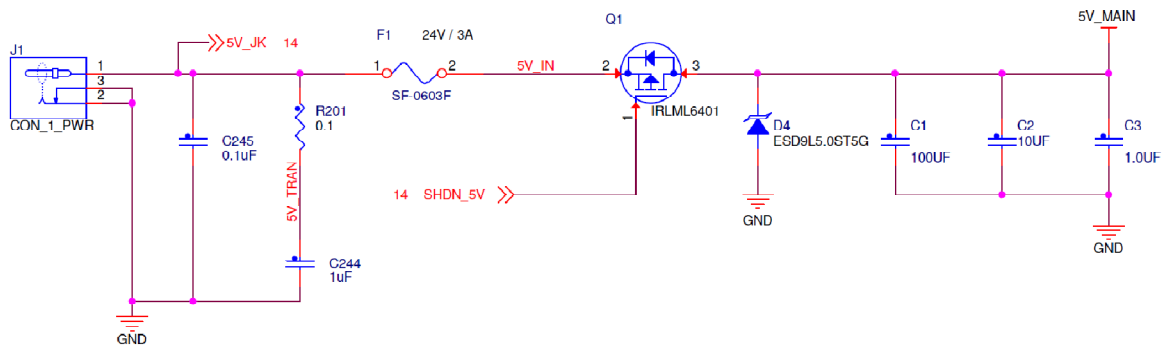 Q1
5V_MAIN
J1
5V_JK 14
F1 24V / 3A
1
3
2
1
2
5V_IN
2
3
SF-0603F
IRLML6401
CON_1_PWR
R201
0.1
1
D4
ESD9L5.0ST5G
C1
100UF
C2
10UF
C3
1.0UF
C245
0.1uF
5V_TRAN
14 SHDN_5V
GND
GND
C244
1uF
GND